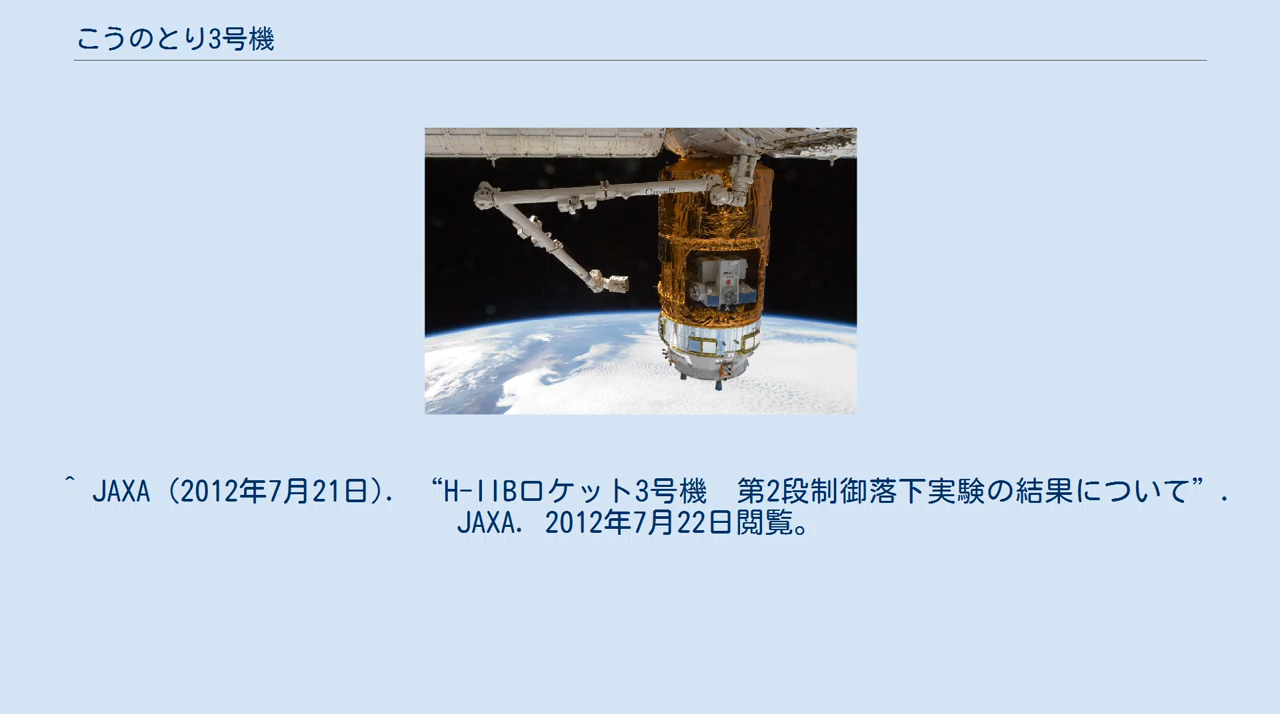 こうのとり3号機
^ JAXA (2012年7月21日). “H-IIBロケット3号機　第2段制御落下実験の結果について”.
JAXA. 2012年7月22日閲覧。